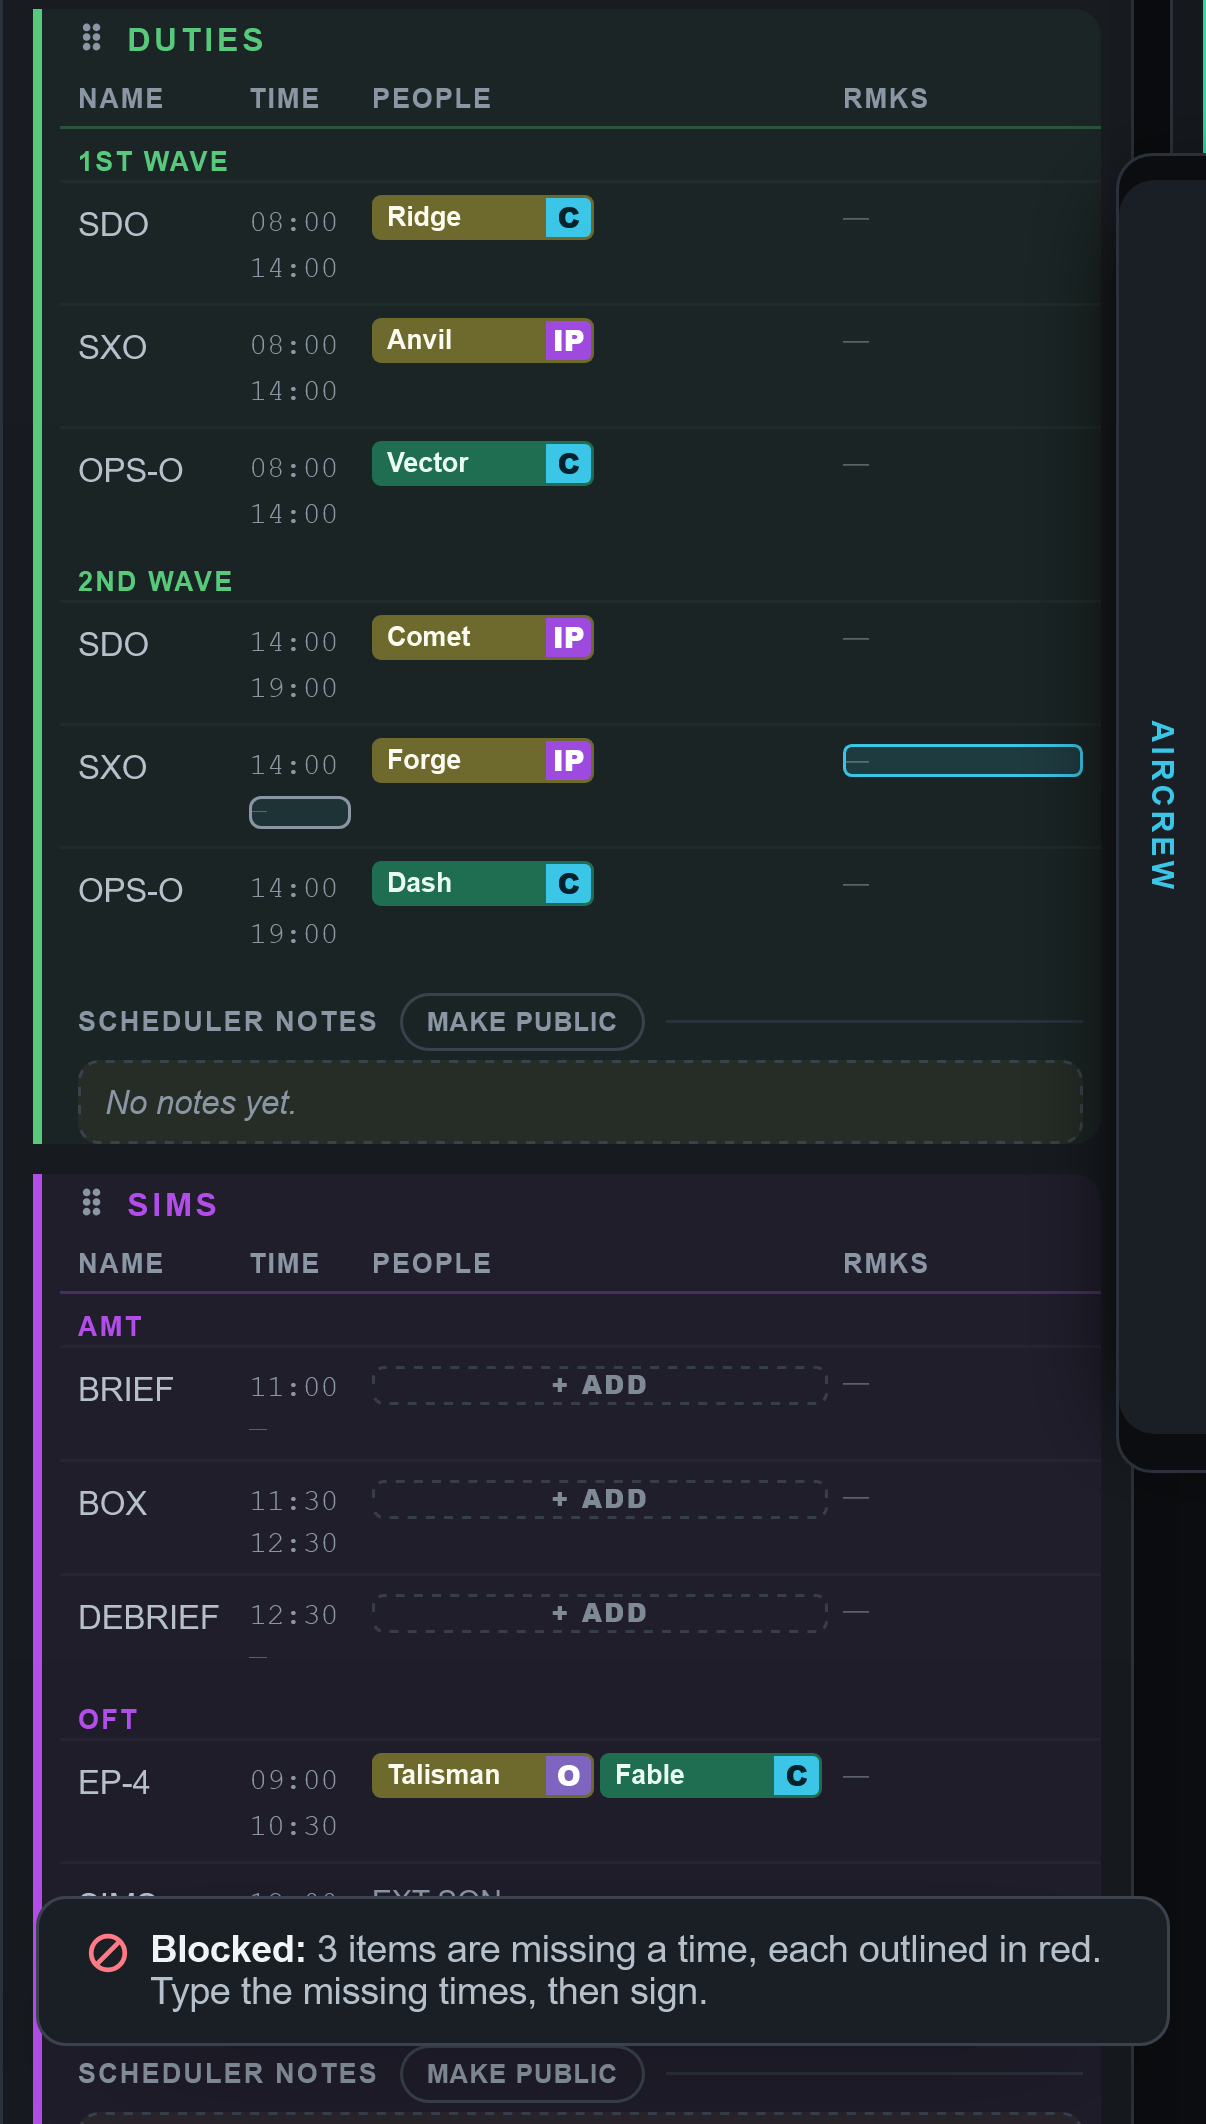 DUTIES
NAME TIME PEOPLE RMKS
1ST WAVE
SDO 08:00 Ridge C —
14:00
SXO 08:00 Anvil IP —
14:00
OPS-O 08:00 Vector C —
14:00
2ND WAVE
SDO 14:00 Comet IP —
19:00
SXO 14:00 Forge IP —
—
OPS-O 14:00 Dash C —
19:00
SCHEDULER NOTES MAKE PUBLIC
No notes yet.
SIMS
NAME TIME PEOPLE RMKS
AMT
BRIEF 11:00 + ADD —
—
BOX 11:30 + ADD —
12:30
DEBRIEF 12:30 + ADD —
—
OFT
EP-4 09:00 Talisman O Fable C —
10:30
Blocked: 3 items are missing a time, each outlined in red.
Type the missing times, then sign.
SCHEDULER NOTES MAKE PUBLIC
AIRCREW